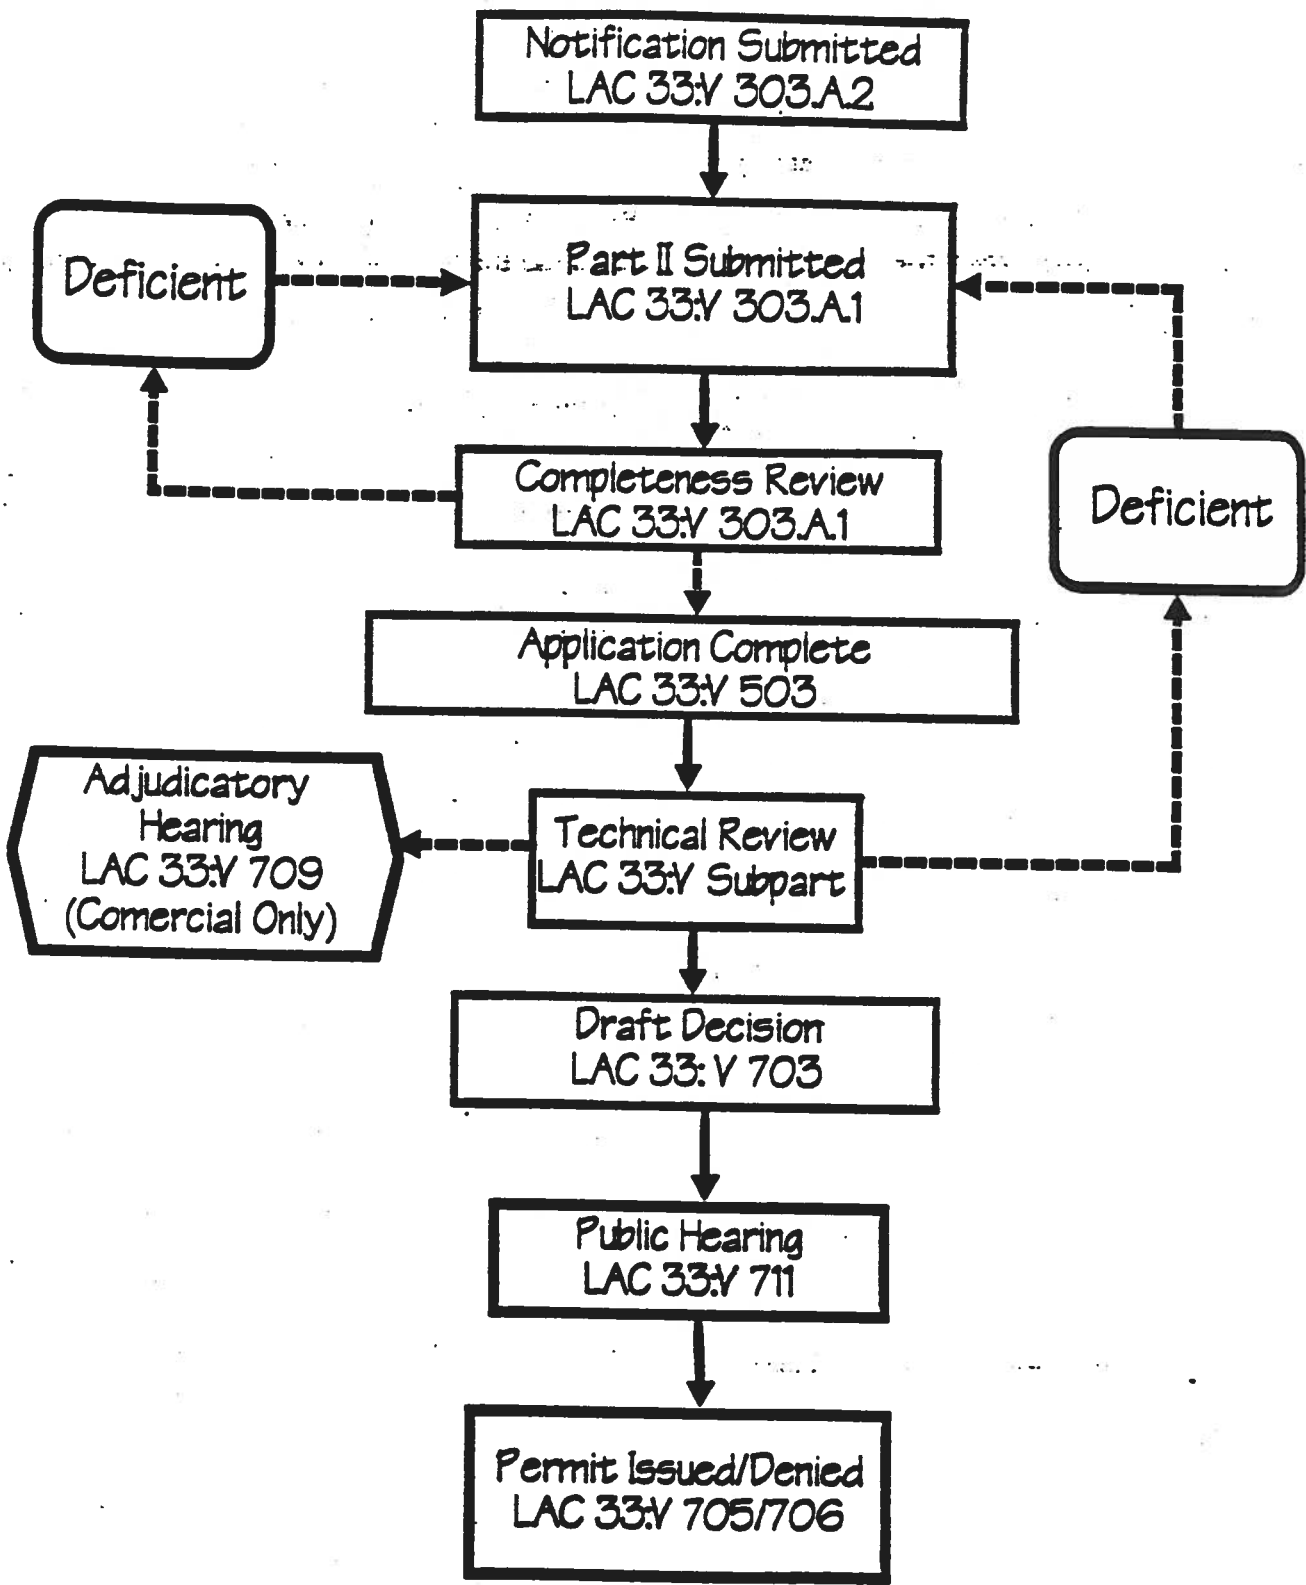 Notification Submitted
LAC 33:V 303.A.2
Deficient
Part II Submitted
LAC 33:V 303.A.1
Completeness Review
LAC 33:V 303.A.1
Deficient
Application Complete
LAC 33:V 503
Adjudicatory
Hearing
LAC 33:V 709
(Comercial Only)
Technical Review
LAC 33:V Subpart
Draft Decision
LAC 33: V 703
Public Hearing
LAC 33:V 711
Permit Issued/Denied
LAC 33:V 705/706